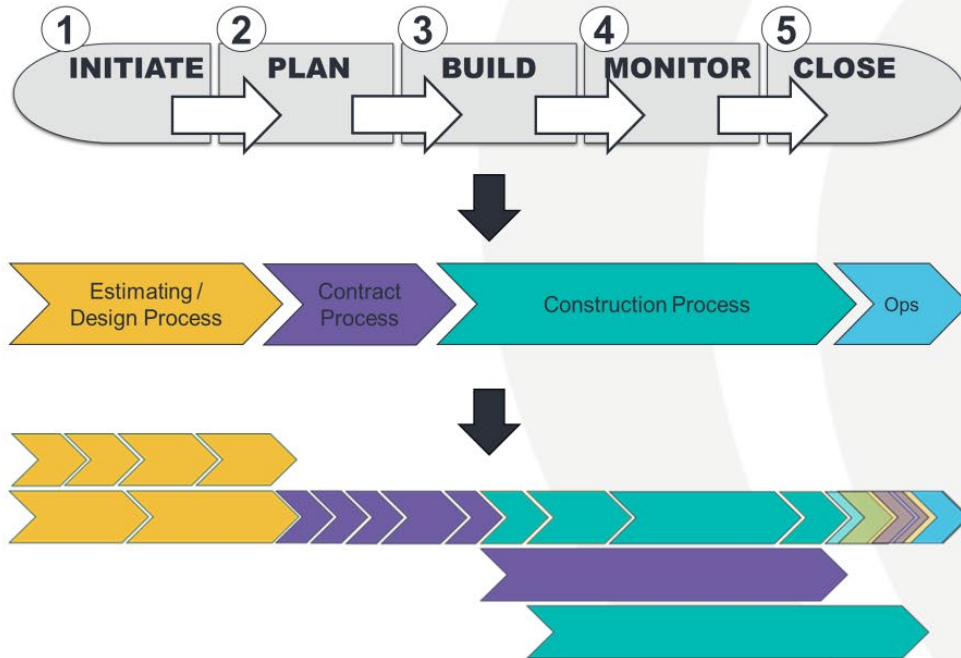 1 2 3 4 5
INITIATE PLAN BUILD MONITOR CLOSE
Estimating /
Design Process
Contract
Process
Construction Process
Ops